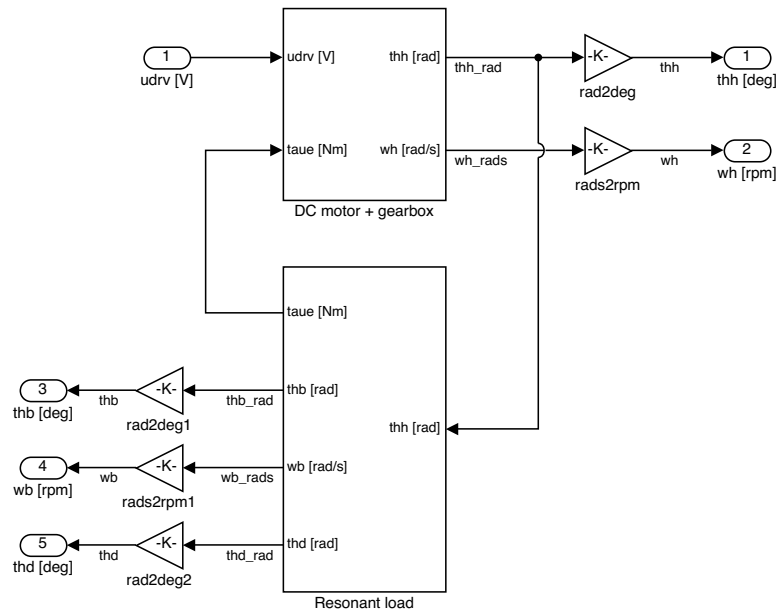 1
udrv [V]
udrv [V]
thh [rad]
thh_rad
-K-
rad2deg
thh
1
thh [deg]
taue [Nm]
wh [rad/s]
wh_rads
-K-
rads2rpm
wh
2
wh [rpm]
DC motor + gearbox
taue [Nm]
3
thb [deg]
thb
-K-
rad2deg1
thb_rad
thb [rad]
thh [rad]
4
wb [rpm]
wb
-K-
rads2rpm1
wb_rads
wb [rad/s]
5
thd [deg]
thd
-K-
rad2deg2
thd_rad
thd [rad]
Resonant load